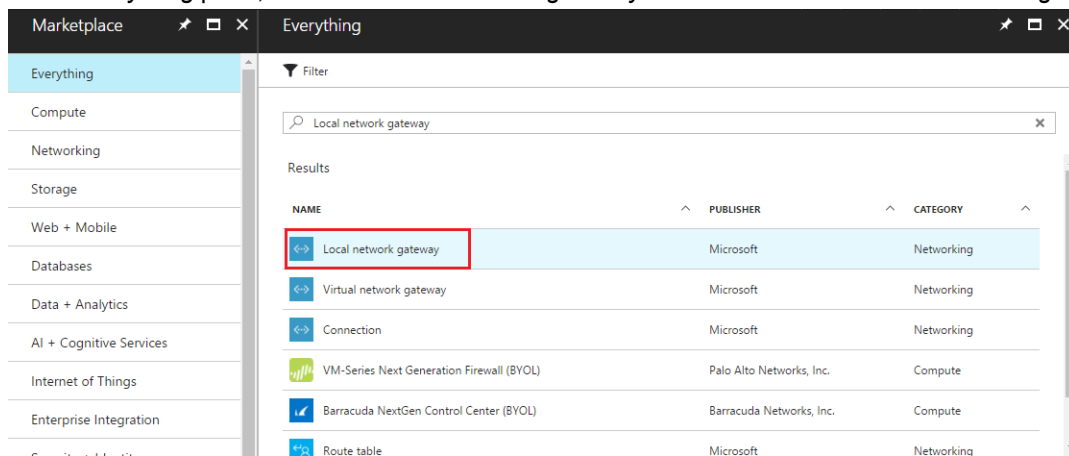 Marketplace
Everything
Everything
Filter
Compute
Local network gateway
Networking
Results
Storage
NAME PUBLISHER CATEGORY
Web + Mobile
Local network gateway Microsoft Networking
Databases
Virtual network gateway Microsoft Networking
Data + Analytics
Connection Microsoft Networking
AI + Cognitive Services
VM-Series Next Generation Firewall (BYOL) Palo Alto Networks, Inc. Compute
Internet of Things
Barracuda NextGen Control Center (BYOL) Barracuda Networks, Inc. Compute
Enterprise Integration
Route table Microsoft Networking